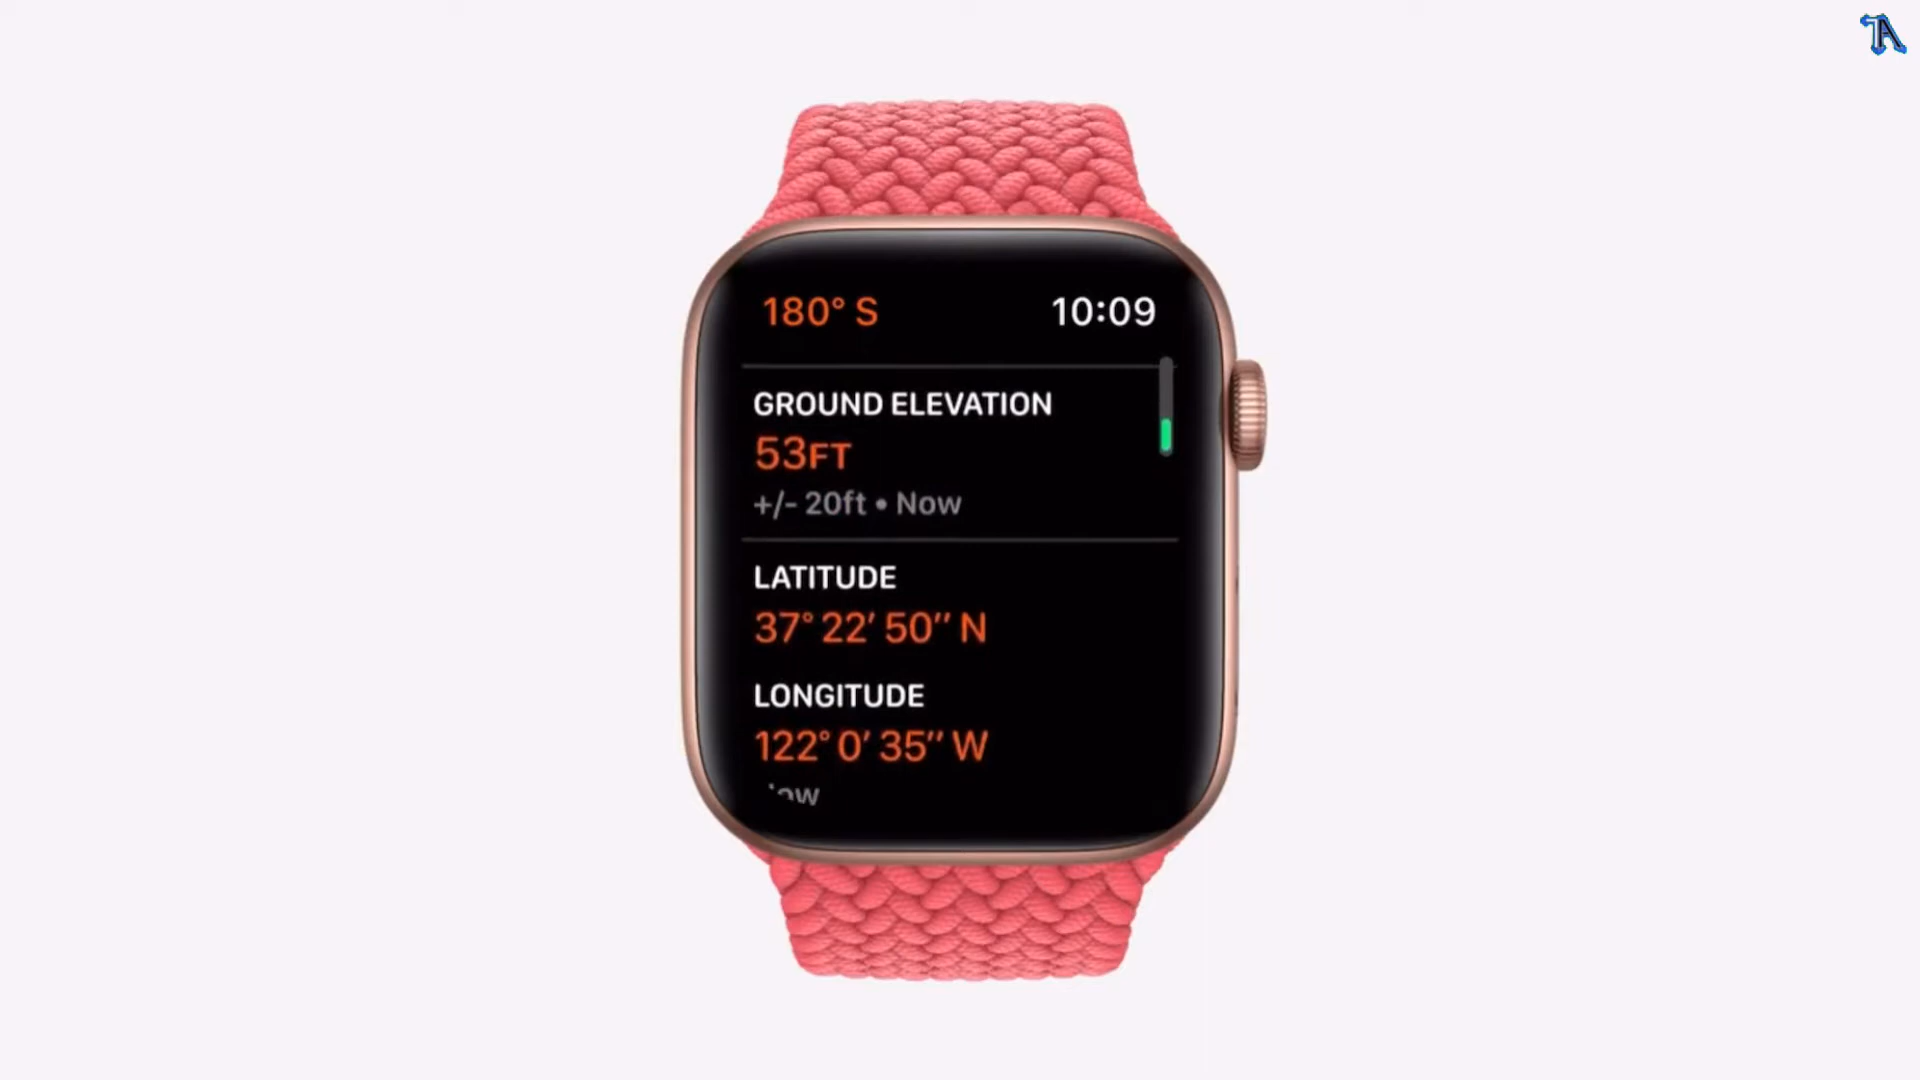 180° S
10:09
GROUND ELEVATION
53FT
+/- 20ft • Now
LATITUDE
37° 22′ 50″ N
LONGITUDE
122° 0′ 35″ W